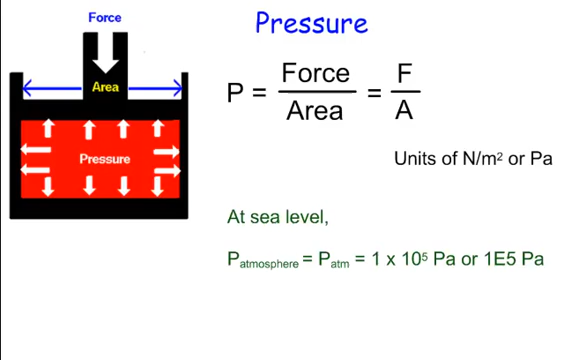 Force
Area
Pressure
Pressure
P = Force / Area = F / A
Units of N/m² or Pa
At sea level,
Patmosphere = Patm = 1 x 10⁵ Pa or 1E5 Pa